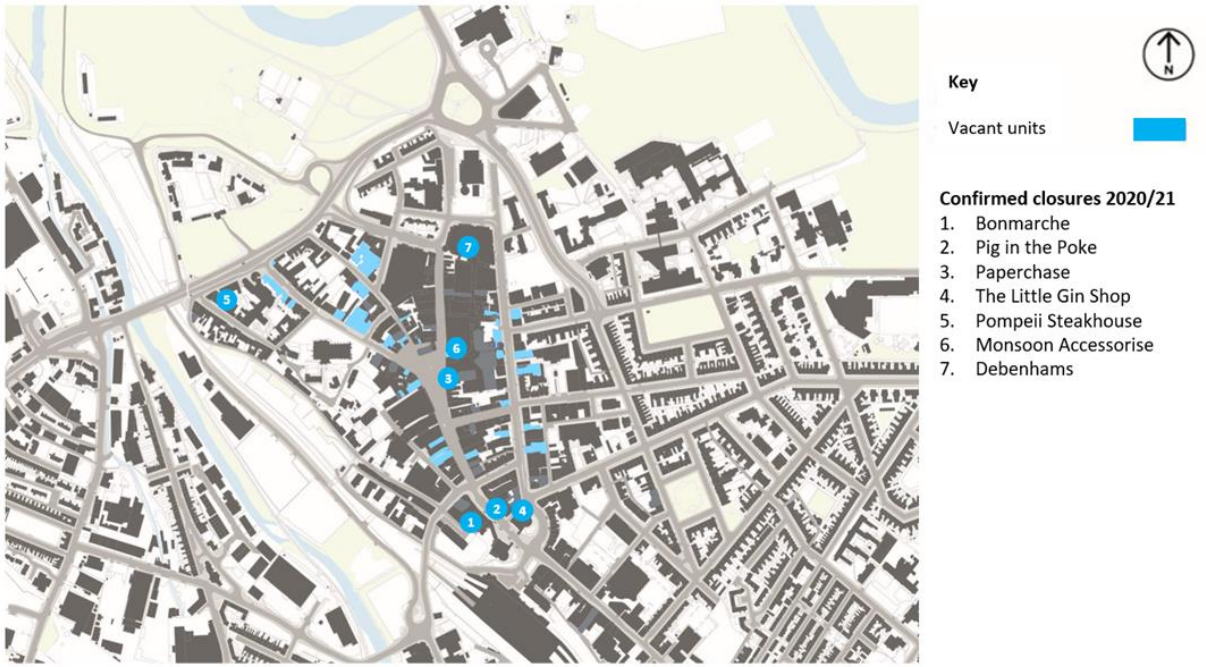 N
Key
Vacant units
Confirmed closures 2020/21
1. Bonmarche
2. Pig in the Poke
3. Paperchase
4. The Little Gin Shop
5. Pompeii Steakhouse
6. Monsoon Accessorise
7. Debenhams
7
5
6
3
2
4
1